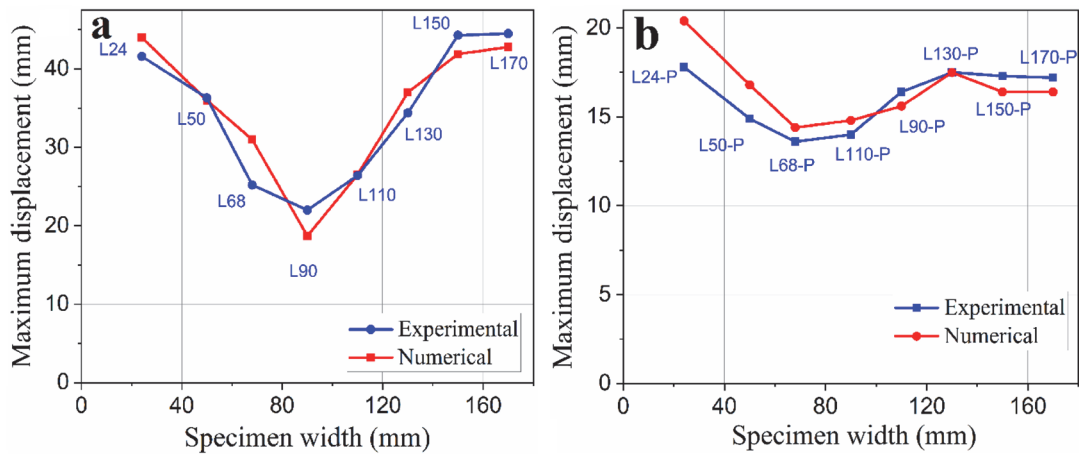 a
Maximum displacement (mm)
40
30
20
10
0
L24
L50
L68
L90
L110
L130
L150
L170
Experimental
Numerical
0
40
80
120
160
Specimen width (mm)
b
Maximum displacement (mm)
20
15
10
5
0
L24-P
L50-P
L68-P
L110-P
L90-P
L130-P
L150-P
L170-P
Experimental
Numerical
0
40
80
120
160
Specimen width (mm)